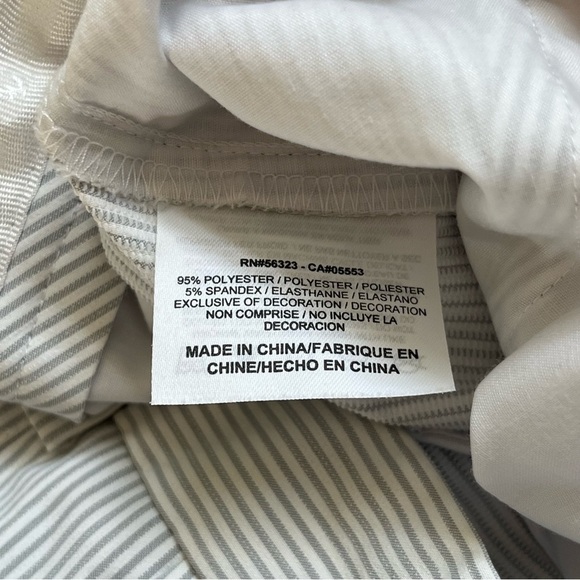 RN#56323 - CA#05553
95% POLYESTER / POLYESTER / POLIESTER
5% SPANDEX / ELASTHANNE / ELASTANO
EXCLUSIVE OF DECORATION / DECORATION
NON COMPRISE / NO INCLUYE LA
DECORACION
MADE IN CHINA/FABRIQUE EN
CHINE/HECHO EN CHINA